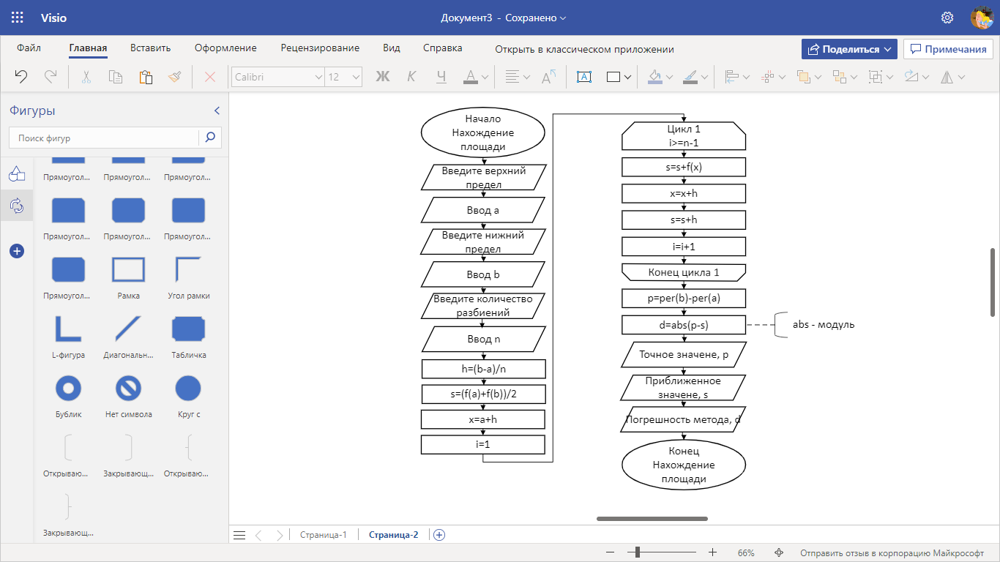 Visio
Документ3 - Сохранено
Файл
Главная
Вставить
Оформление
Рецензирование
Вид
Справка
Открыть в классическом приложении
Поделиться
Примечания
Calibri
12
Ж
К
Ч
А
Фигуры
Поиск фигур
Прямоуго...
Прямоугол...
Прямоугол...
Прямоугол...
Прямоугол...
Прямоугол...
Прямоугол...
Рамка
Угол рамки
L-фигура
Диагональн...
Табличка
Бублик
Нет символа
Круг с
Открываю...
Закрывающ...
Открываю...
Закрывающ...
Начало
Нахождение
площади
Введите верхний
предел
Ввод a
Введите нижний
предел
Ввод b
Введите количество
разбиений
Ввод n
h=(b-a)/n
s=(f(a)+f(b))/2
x=a+h
i=1
Цикл 1
i>=n-1
s=s+f(x)
x=x+h
s=s+h
i=i+1
Конец цикла 1
p=per(b)-per(a)
d=abs(p-s)
abs - модуль
Точное значене, p
Приближенное
значене, s
Погрешность метода, d
Конец
Нахождение
площади
Страница-1
Страница-2
66%
Отправить отзыв в корпорацию Майкрософт